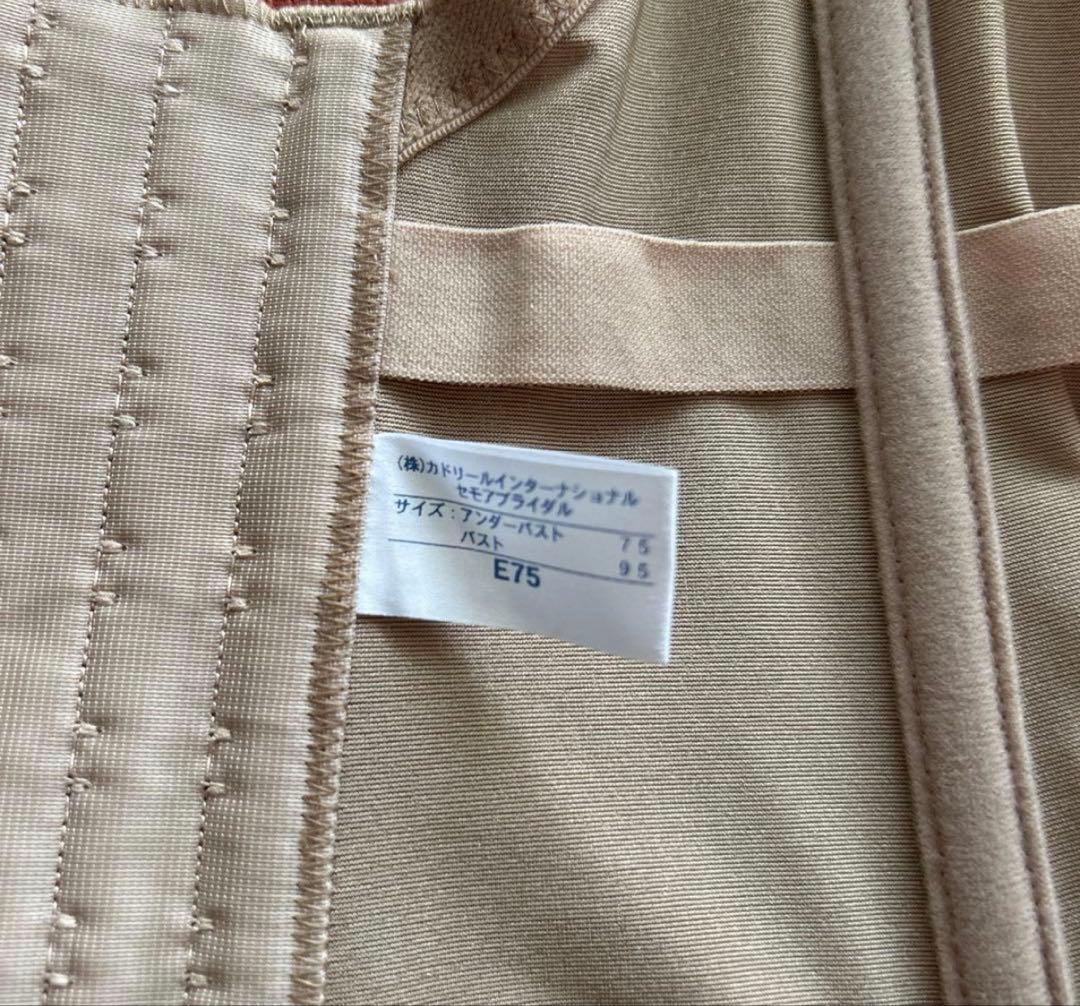 (株)カドリールインターナショナル
セモアブライダル
サイズ:アンダーバスト 75
バスト 95
E75